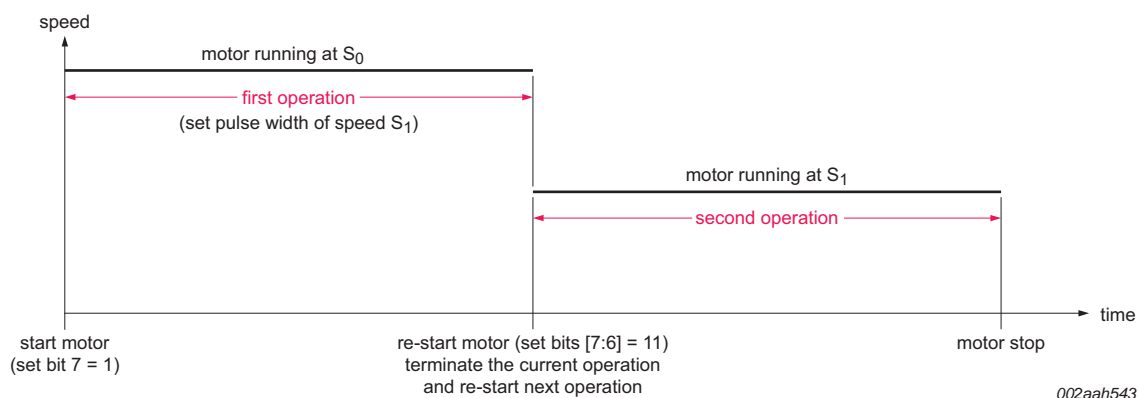 speed
motor running at S0
first operation
(set pulse width of speed S1)
motor running at S1
second operation
time
start motor
(set bit 7 = 1)
re-start motor (set bits [7:6] = 11)
terminate the current operation
and re-start next operation
motor stop
002aah543